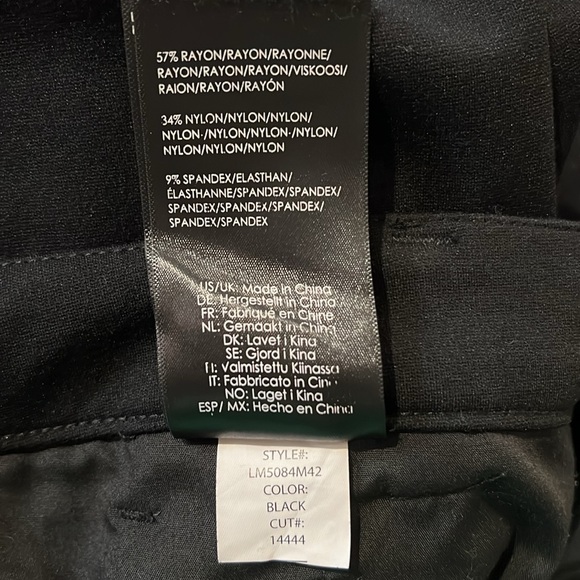 57% RAYON/RAYON/RAYONNE/
RAYON/RAYON/RAYON/VISKOOSI/
RAION/RAYON/RAYÓN
34% NYLON/NYLON/NYLON/
NYLON·/NYLON/NYLON·/NYLON/
NYLON/NYLON/NYLON
9% SPANDEX/ELASTHAN/
ÉLASTHANNE/SPANDEX/SPANDEX/
SPANDEX/SPANDEX/SPANDEX/
SPANDEX/SPANDEX
US/UK: Made in China
DE: Hergestellt in China
FR: Fabriqué en Chine
NL: Gemaakt in China
DK: Lavet i Kina
SE: Gjord i Kina
FI: Valmistettu Kiinassa
IT: Fabbricato in Cina
NO: Laget i Kina
ESP/ MX: Hecho en China
STYLE#:
LM5084M42
COLOR:
BLACK
CUT#:
14444